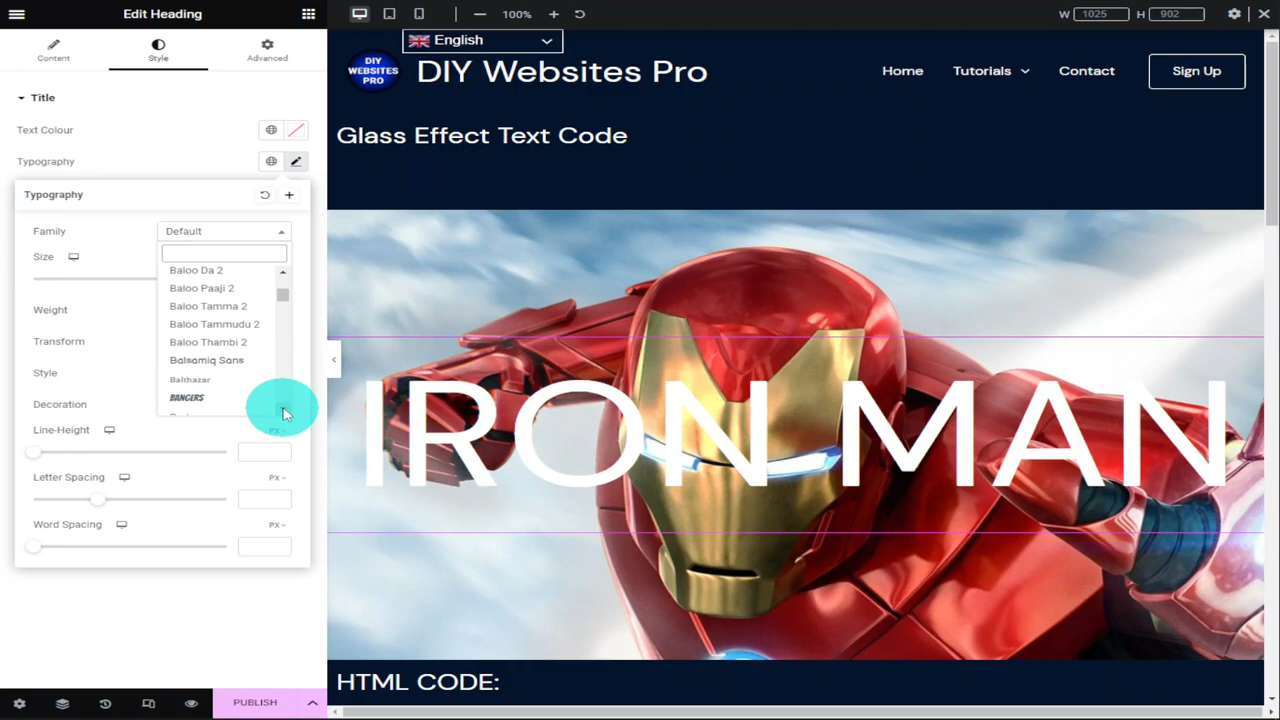 Edit Heading
100%
W 1025 H 902
Content
Style
Advanced
English
DIY
WEBSITES
PRO
DIY Websites Pro
Home
Tutorials
Contact
Sign Up
Title
Text Colour
Typography
Glass Effect Text Code
Typography
Family
Default
Size
Baloo Da 2
Baloo Paaji 2
Baloo Tamma 2
Baloo Tammudu 2
Baloo Thambi 2
Balsamiq Sans
Balthazar
BANGERS
Weight
Transform
Style
Decoration
Line-Height
PX
Letter Spacing
PX
Word Spacing
PX
IRON MAN
HTML CODE:
PUBLISH